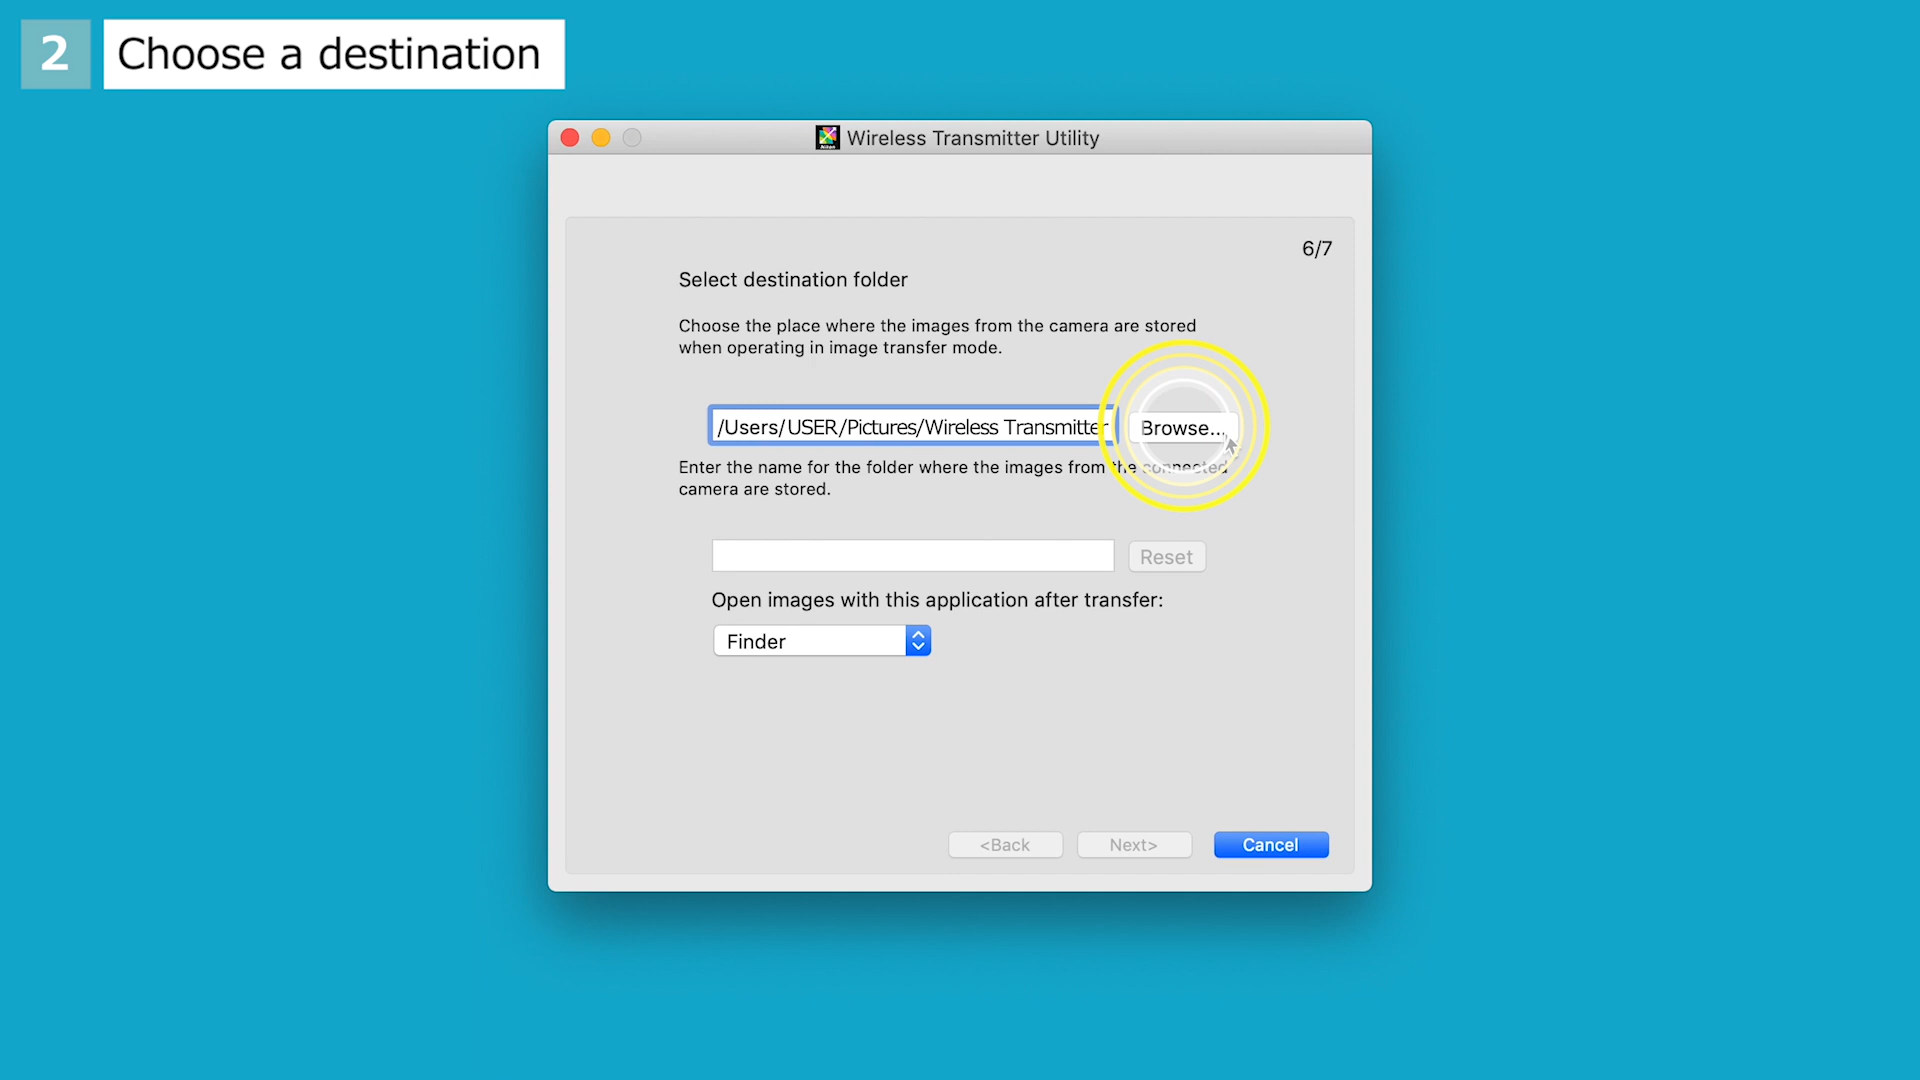 2 Choose a destination
Wireless Transmitter Utility
6/7
Select destination folder
Choose the place where the images from the camera are stored
when operating in image transfer mode.
/Users/USER/Pictures/Wireless Transmitter Browse...
Enter the name for the folder where the images from the connected
camera are stored.
Reset
Open images with this application after transfer:
Finder
<Back Next> Cancel